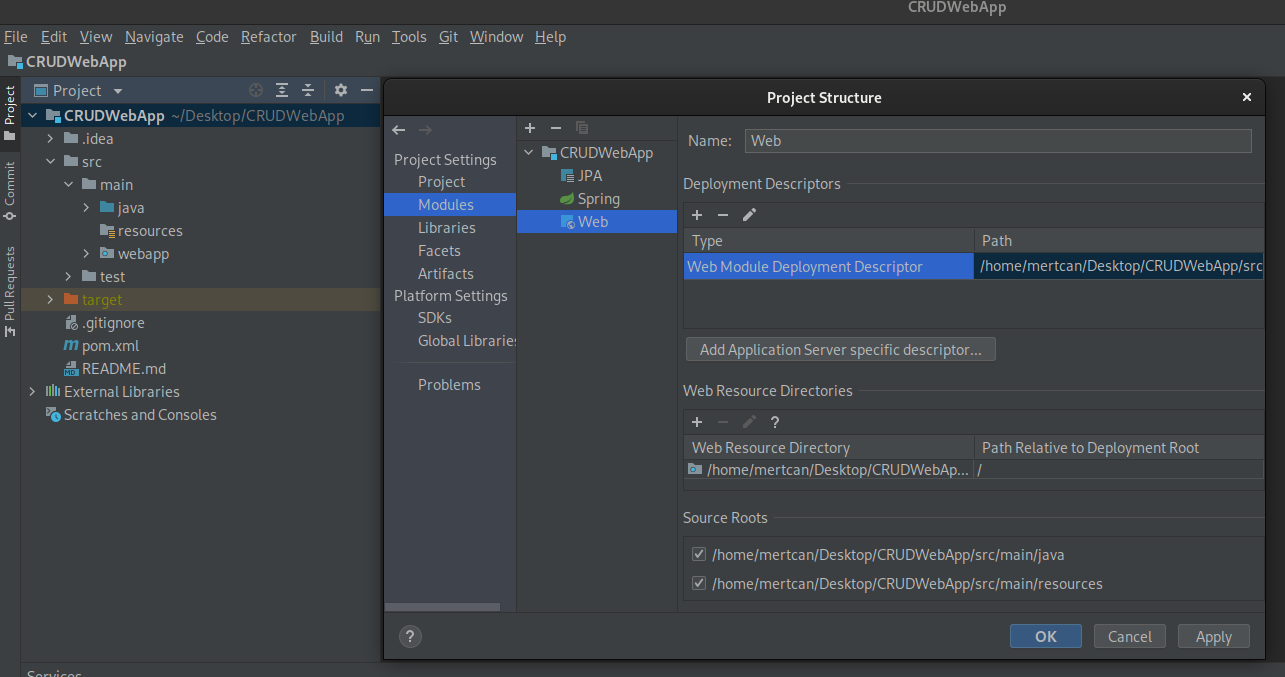 CRUDWebApp
File Edit View Navigate Code Refactor Build Run Tools Git Window Help
CRUDWebApp
Project
Commit
Pull Requests
Project
CRUDWebApp ~/Desktop/CRUDWebApp
.idea
src
main
java
resources
webapp
test
target
.gitignore
pom.xml
README.md
External Libraries
Scratches and Consoles
Services
Project Structure
Project Settings
Project
Modules
Libraries
Facets
Artifacts
Platform Settings
SDKs
Global Libraries
Problems
CRUDWebApp
JPA
Spring
Web
Name: Web
Deployment Descriptors
Type Path
Web Module Deployment Descriptor /home/mertcan/Desktop/CRUDWebApp/src
Add Application Server specific descriptor...
Web Resource Directories
?
Web Resource Directory Path Relative to Deployment Root
/home/mertcan/Desktop/CRUDWebAp... /
Source Roots
/home/mertcan/Desktop/CRUDWebApp/src/main/java
/home/mertcan/Desktop/CRUDWebApp/src/main/resources
? OK Cancel Apply